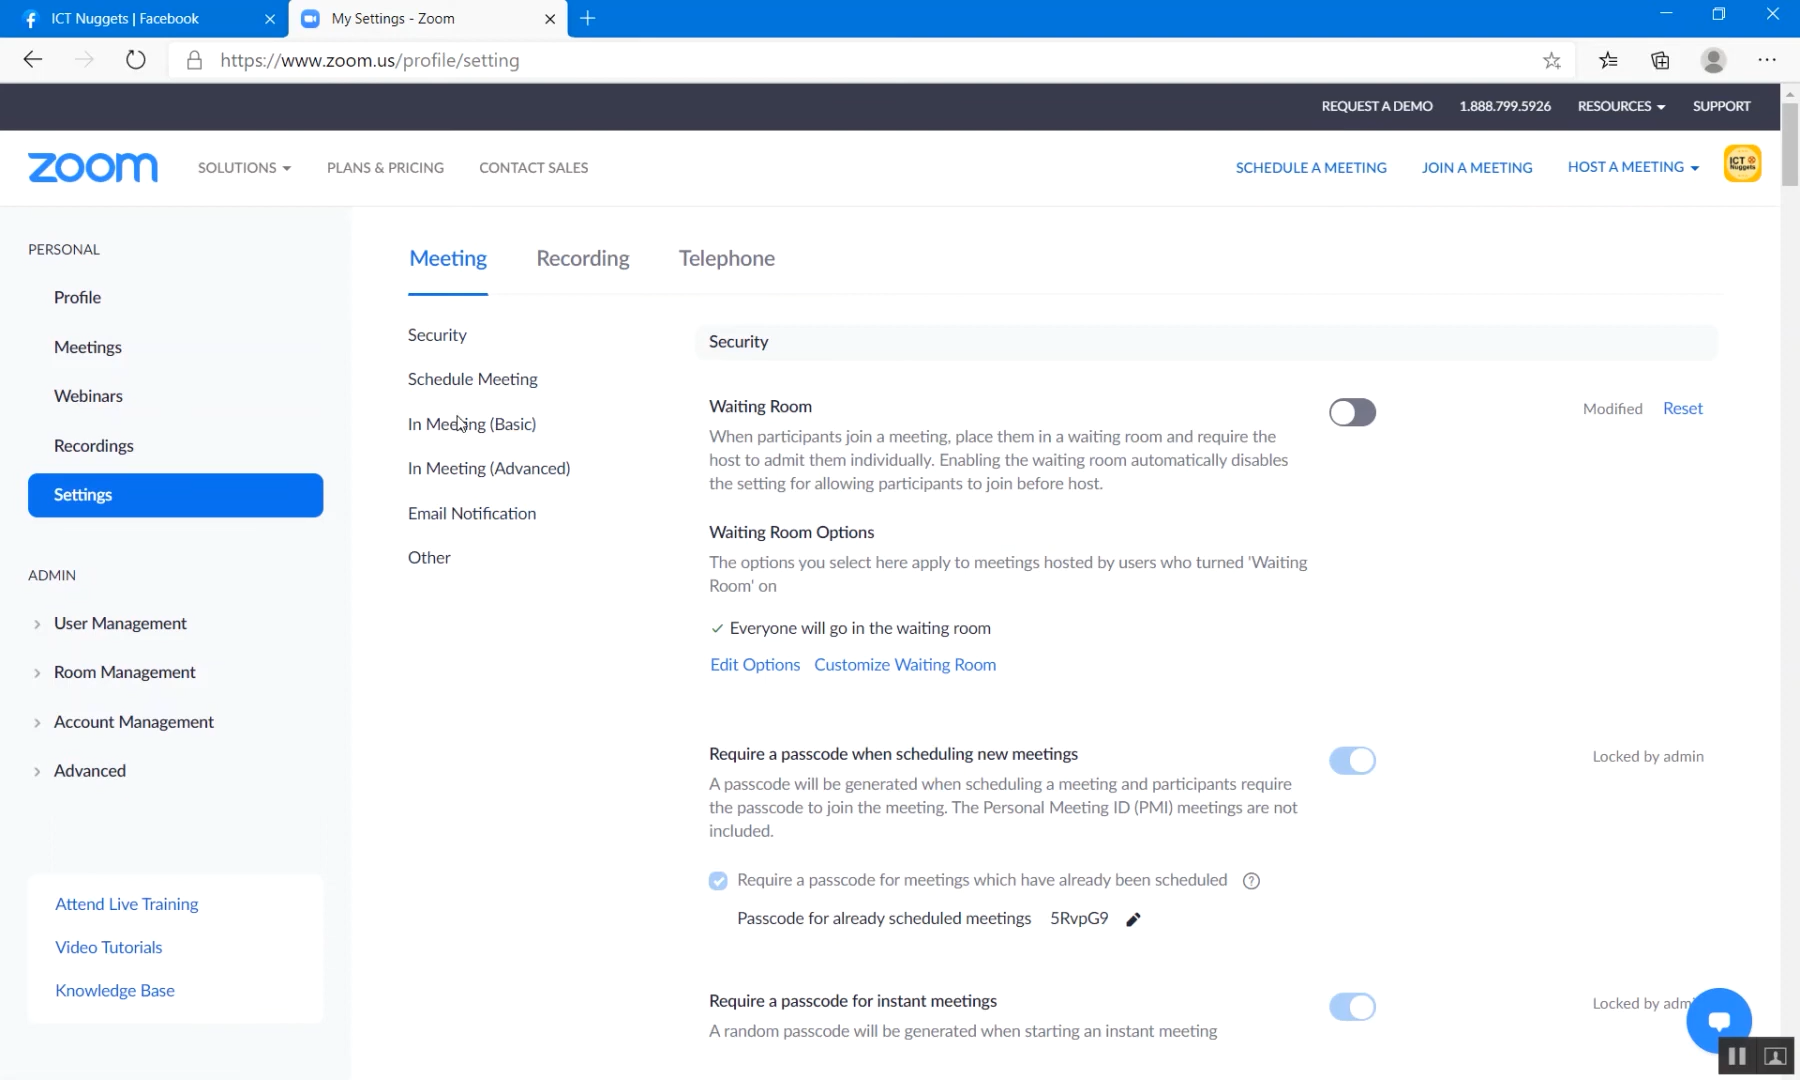 ICT Nuggets | Facebook
My Settings - Zoom
https://www.zoom.us/profile/setting
REQUEST A DEMO 1.888.799.5926 RESOURCES SUPPORT
zoom SOLUTIONS PLANS & PRICING CONTACT SALES SCHEDULE A MEETING JOIN A MEETING HOST A MEETING ICT Nuggets
PERSONAL
Profile
Meetings
Webinars
Recordings
Settings
ADMIN
User Management
Room Management
Account Management
Advanced
Attend Live Training
Video Tutorials
Knowledge Base
Meeting Recording Telephone
Security
Schedule Meeting
In Meeting (Basic)
In Meeting (Advanced)
Email Notification
Other
Security
Waiting Room Modified Reset
When participants join a meeting, place them in a waiting room and require the
host to admit them individually. Enabling the waiting room automatically disables
the setting for allowing participants to join before host.
Waiting Room Options
The options you select here apply to meetings hosted by users who turned 'Waiting
Room' on
Everyone will go in the waiting room
Edit Options Customize Waiting Room
Require a passcode when scheduling new meetings Locked by admin
A passcode will be generated when scheduling a meeting and participants require
the passcode to join the meeting. The Personal Meeting ID (PMI) meetings are not
included.
Require a passcode for meetings which have already been scheduled
Passcode for already scheduled meetings 5RvpG9
Require a passcode for instant meetings Locked by adm
A random passcode will be generated when starting an instant meeting